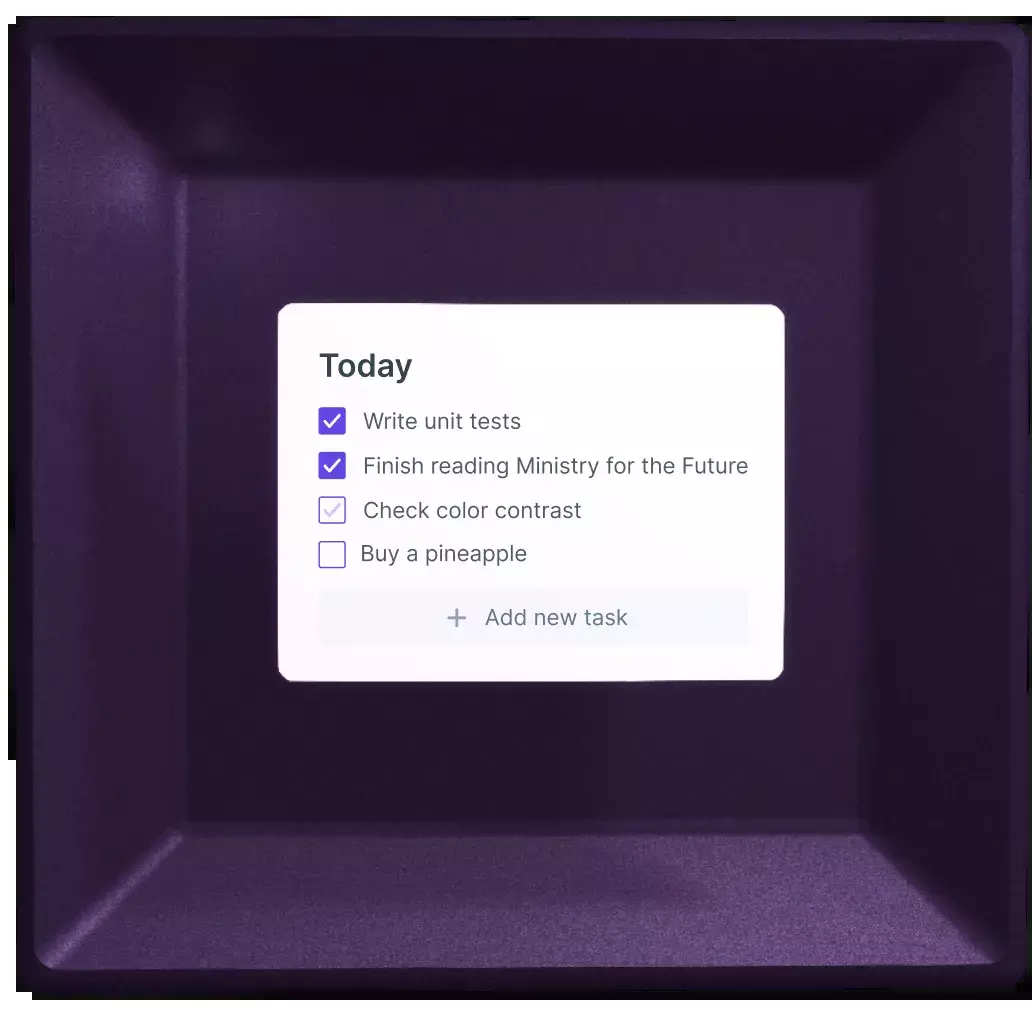 Today
Write unit tests
Finish reading Ministry for the Future
Check color contrast
Buy a pineapple
+ Add new task